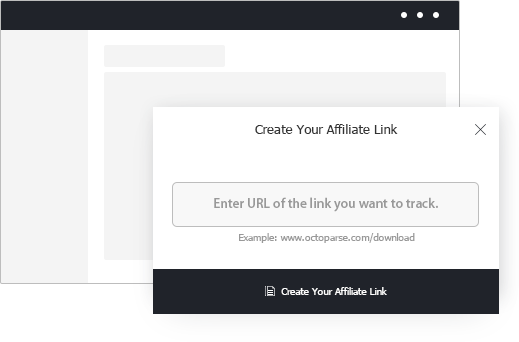 Create Your Affiliate Link
Enter URL of the link you want to track.
Example: www.octoparse.com/download
Create Your Affiliate Link